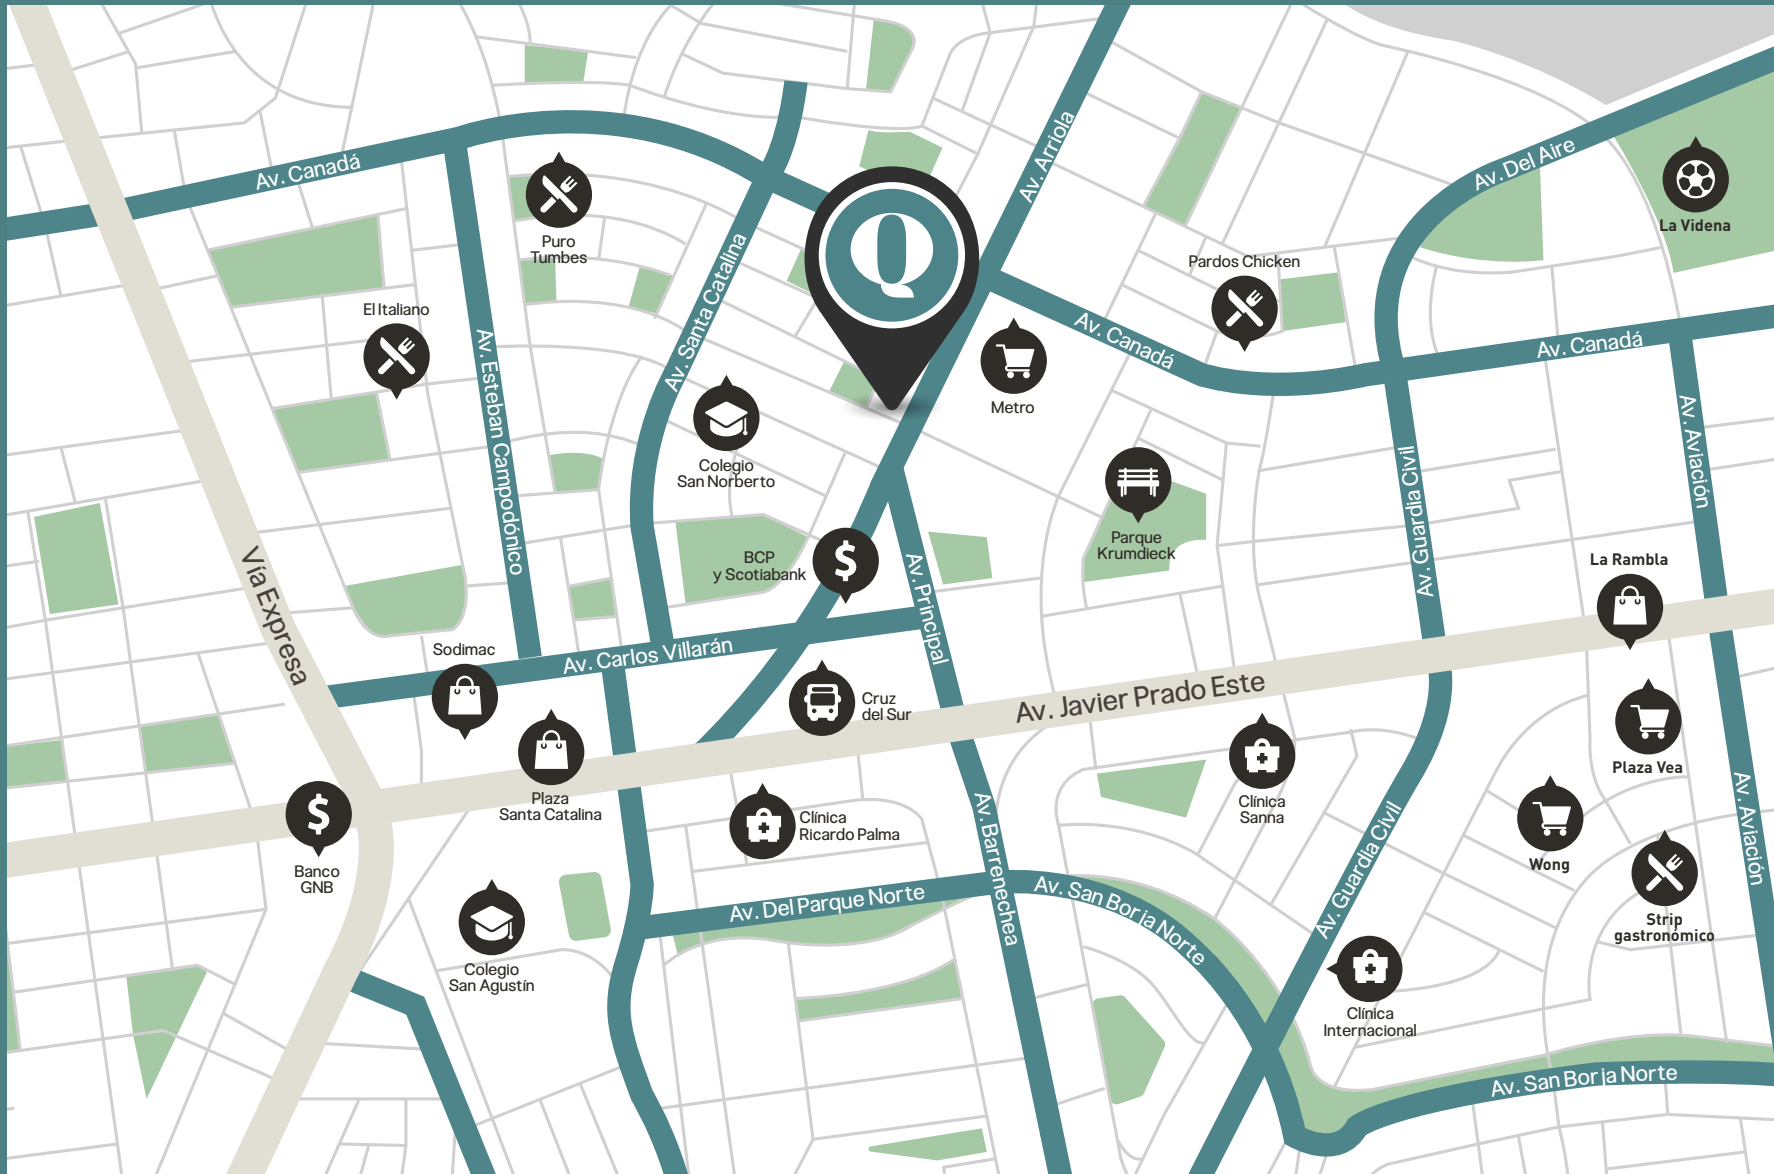 Av. Canadá
Av. Arriola
Av. Del Aire
La Videna
Puro
Tumbes
Q
Av. Santa Catalina
Pardos Chicken
El Italiano
Av. Esteban Campodónico
Av. Canadá
Av. Canadá
Metro
Colegio
San Norberto
Av. Guardia Civil
Av. Aviación
Parque
Krumdieck
BCP
y Scotiabank
$
Av. Principal
La Rambla
Vía Expresa
Sodimac
Av. Carlos Villarán
Cruz
del Sur
Av. Javier Prado Este
Plaza Vea
Plaza
Santa Catalina
Clínica
Sanna
$
Banco
GNB
Clínica
Ricardo Palma
Av. Barrenechea
Av. Guardia Civil
Wong
Av. Aviación
Strip
gastronómico
Av. Del Parque Norte
Av. San Borja Norte
Colegio
San Agustín
Clínica
Internacional
Av. San Borja Norte